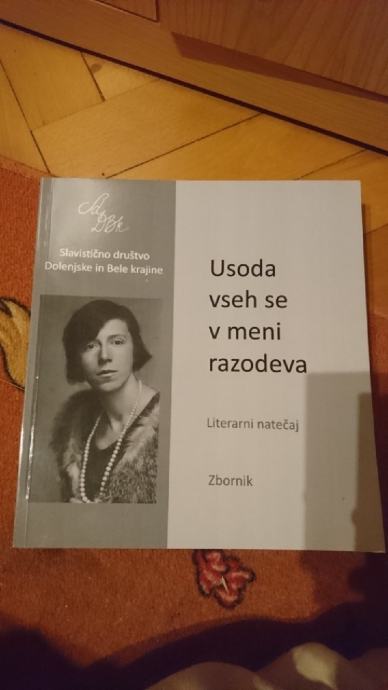 Slavistično društvo
Dolenjske in Bele krajine
Usoda
vseh se
v meni
razodeva
Literarni natečaj
Zbornik